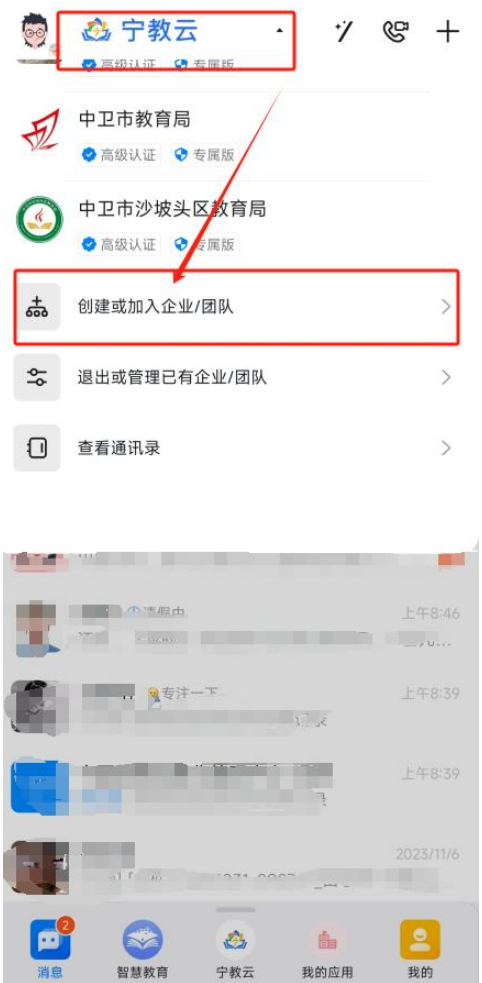 宁教云
高级认证 专属版
中卫市教育局
高级认证 专属版
中卫市沙坡头区教育局
高级认证 专属版
创建或加入企业/团队
退出或管理已有企业/团队
查看通讯录
请假中 上午8:46
专注一下 上午8:39
上午8:39
2023/11/6
2
消息 智慧教育 宁教云 我的应用 我的